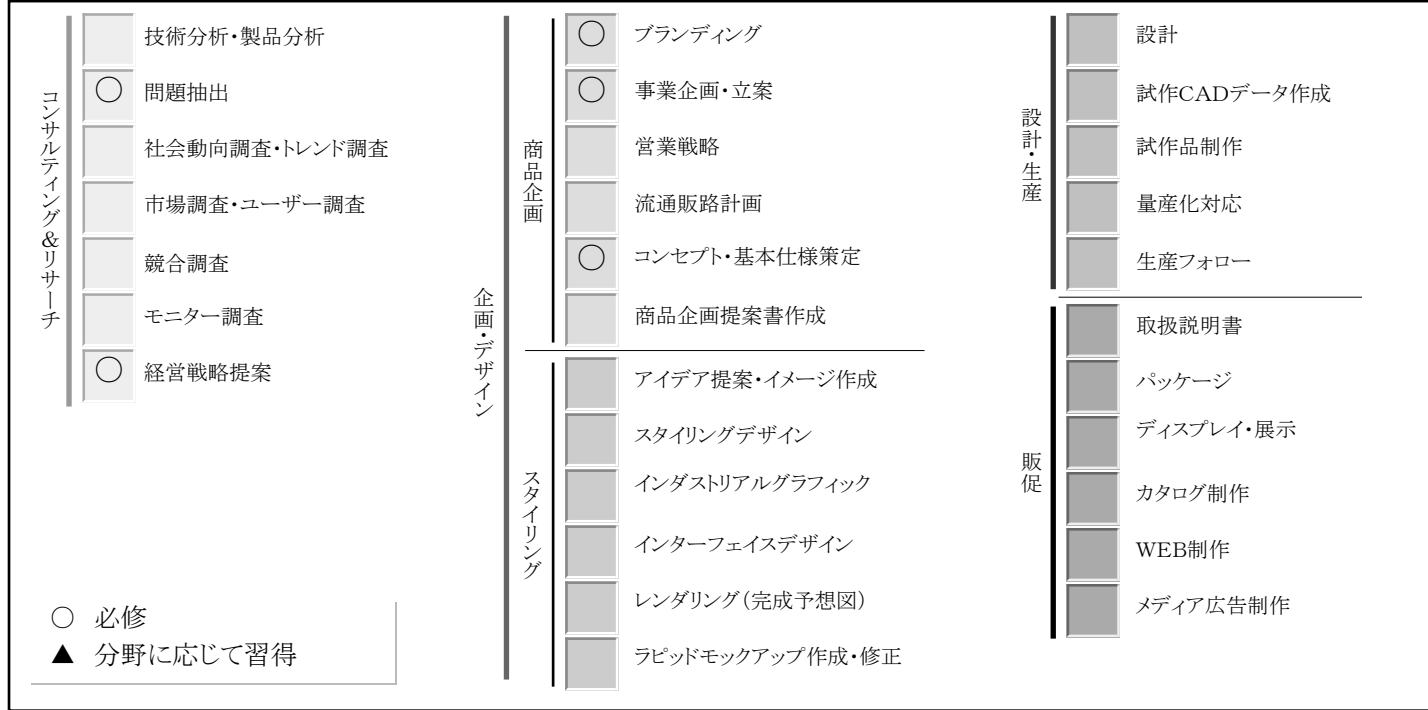 コンサルティング&リサーチ
技術分析・製品分析
○ 問題抽出
社会動向調査・トレンド調査
市場調査・ユーザー調査
競合調査
モニター調査
○ 経営戦略提案
企画・デザイン
商品企画
○ ブランディング
○ 事業企画・立案
営業戦略
流通販路計画
○ コンセプト・基本仕様策定
商品企画提案書作成
スタイリング
アイデア提案・イメージ作成
スタイリングデザイン
インダストリアルグラフィック
インターフェイスデザイン
レンダリング(完成予想図)
ラピッドモックアップ作成・修正
設計・生産
設計
試作CADデータ作成
試作品制作
量産化対応
生産フォロー
販促
取扱説明書
パッケージ
ディスプレイ・展示
カタログ制作
WEB制作
メディア広告制作
○ 必修
▲ 分野に応じて習得